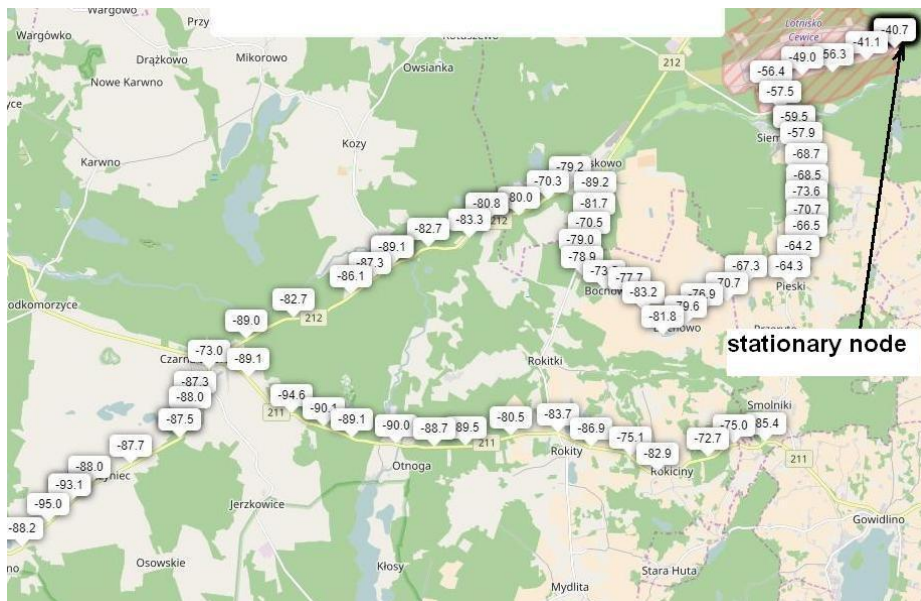 Wargowo
Wargówko
Przy
Lotnisko
Cewice
-40.7
-41.1
-56.3
-49.0
-56.4
Drążkowo
Mikorowo
Owsianka
212
Nowe Karwno
-57.5
-59.5
-57.9
Kozy
Karwno
-68.7
-79.2
-70.3
-89.2
-68.5
-80.0
-73.6
-80.8
-81.7
-70.7
-83.3
212
-70.5
-66.5
-82.7
-79.0
-64.2
-89.1
-78.9
-87.3
-67.3
-64.3
-86.1
-77.7
-70.7
Pieski
-83.2
-76.9
-82.7
-79.6
-89.0
212
-81.8
stationary node
-73.0
-89.1
Rokitki
-87.3
-88.0
-94.6
Smolniki
-90.1
-87.5
211
-89.1
-80.5
-83.7
-75.0
-85.4
-90.0
-88.7
-89.5
-86.9
-75.1
-72.7
-87.7
211
Rokity
-82.9
211
-88.0
Otnoga
Rokiciny
-93.1
-95.0
Jerzkowice
Gowidlino
-88.2
Osowskie
Kłosy
Stara Huta
Mydlita